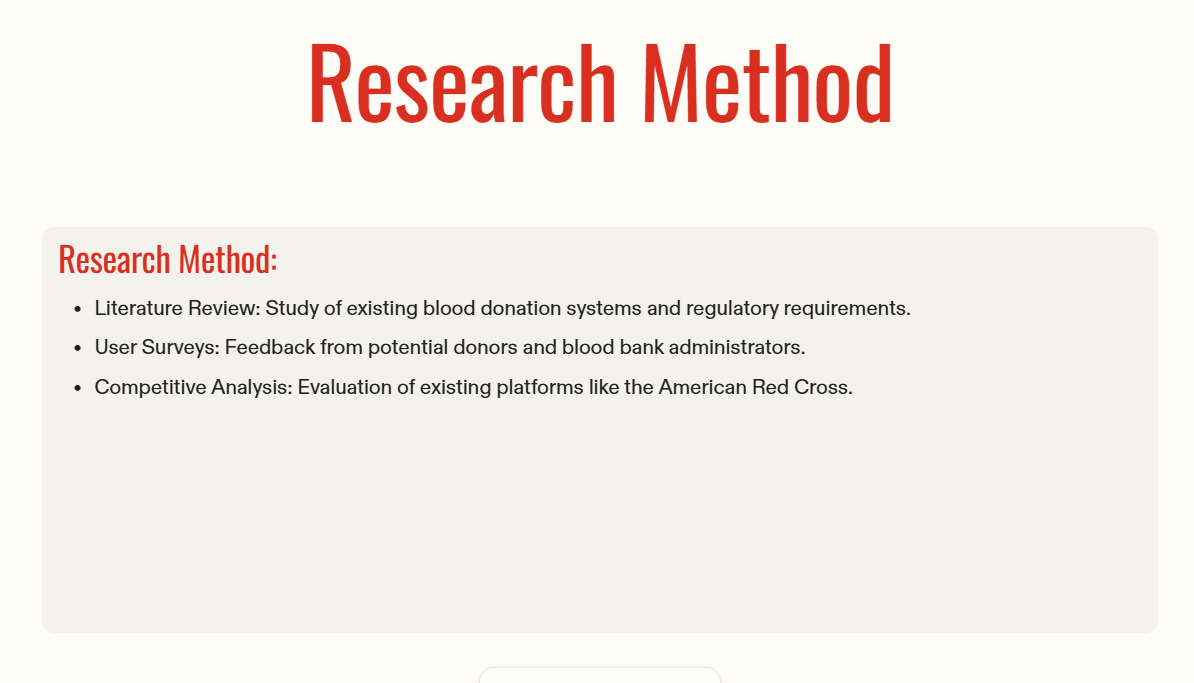 Research Method
Research Method:
• Literature Review: Study of existing blood donation systems and regulatory requirements.
• User Surveys: Feedback from potential donors and blood bank administrators.
• Competitive Analysis: Evaluation of existing platforms like the American Red Cross.